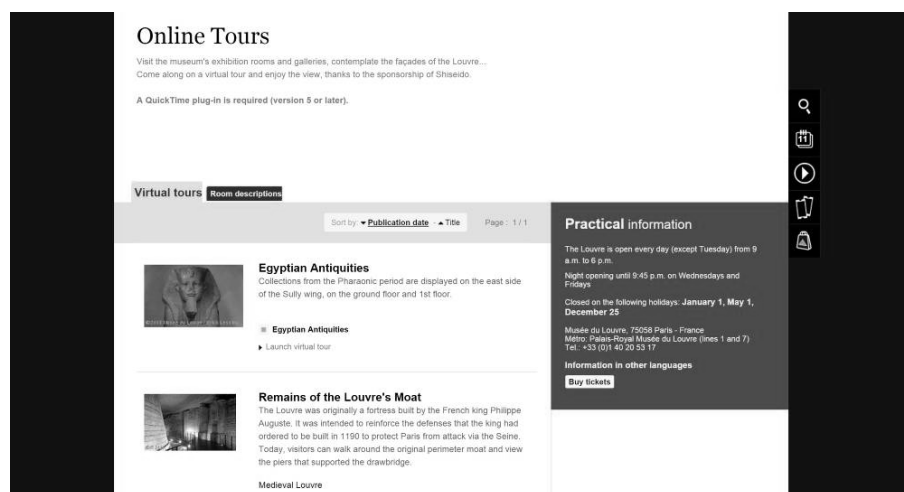 Online Tours
Visit the museum's exhibition rooms and galleries, contemplate the façades of the Louvre...
Come along on a virtual tour and enjoy the view, thanks to the sponsorship of Shiseido.
A QuickTime plug-in is required (version 5 or later).
11
Virtual tours Room descriptions
Sort by: Publication date - Title Page : 1 / 1
Egyptian Antiquities
Collections from the Pharaonic period are displayed on the east side
of the Sully wing, on the ground floor and 1st floor.
Egyptian Antiquities
Launch virtual tour
Remains of the Louvre's Moat
The Louvre was originally a fortress built by the French king Philippe
Auguste. It was intended to reinforce the defenses that the king had
ordered to be built in 1190 to protect Paris from attack via the Seine.
Today, visitors can walk around the original perimeter moat and view
the piers that supported the drawbridge.
Medieval Louvre
Practical information
The Louvre is open every day (except Tuesday) from 9
a.m. to 6 p.m.
Night opening until 9:45 p.m. on Wednesdays and
Fridays
Closed on the following holidays: January 1, May 1,
December 25
Musée du Louvre, 75058 Paris - France
Métro: Palais-Royal Musée du Louvre (lines 1 and 7)
Tel.: +33 (0)1 40 20 53 17
Information in other languages
Buy tickets